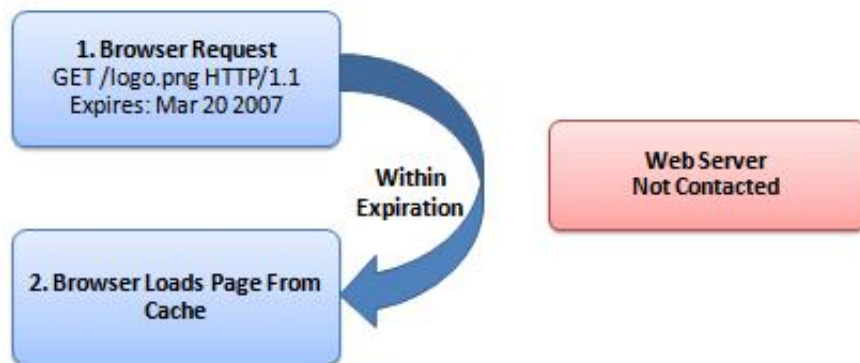 1. Browser Request
GET /logo.png HTTP/1.1
Expires: Mar 20 2007
Within
Expiration
Web Server
Not Contacted
2. Browser Loads Page From
Cache